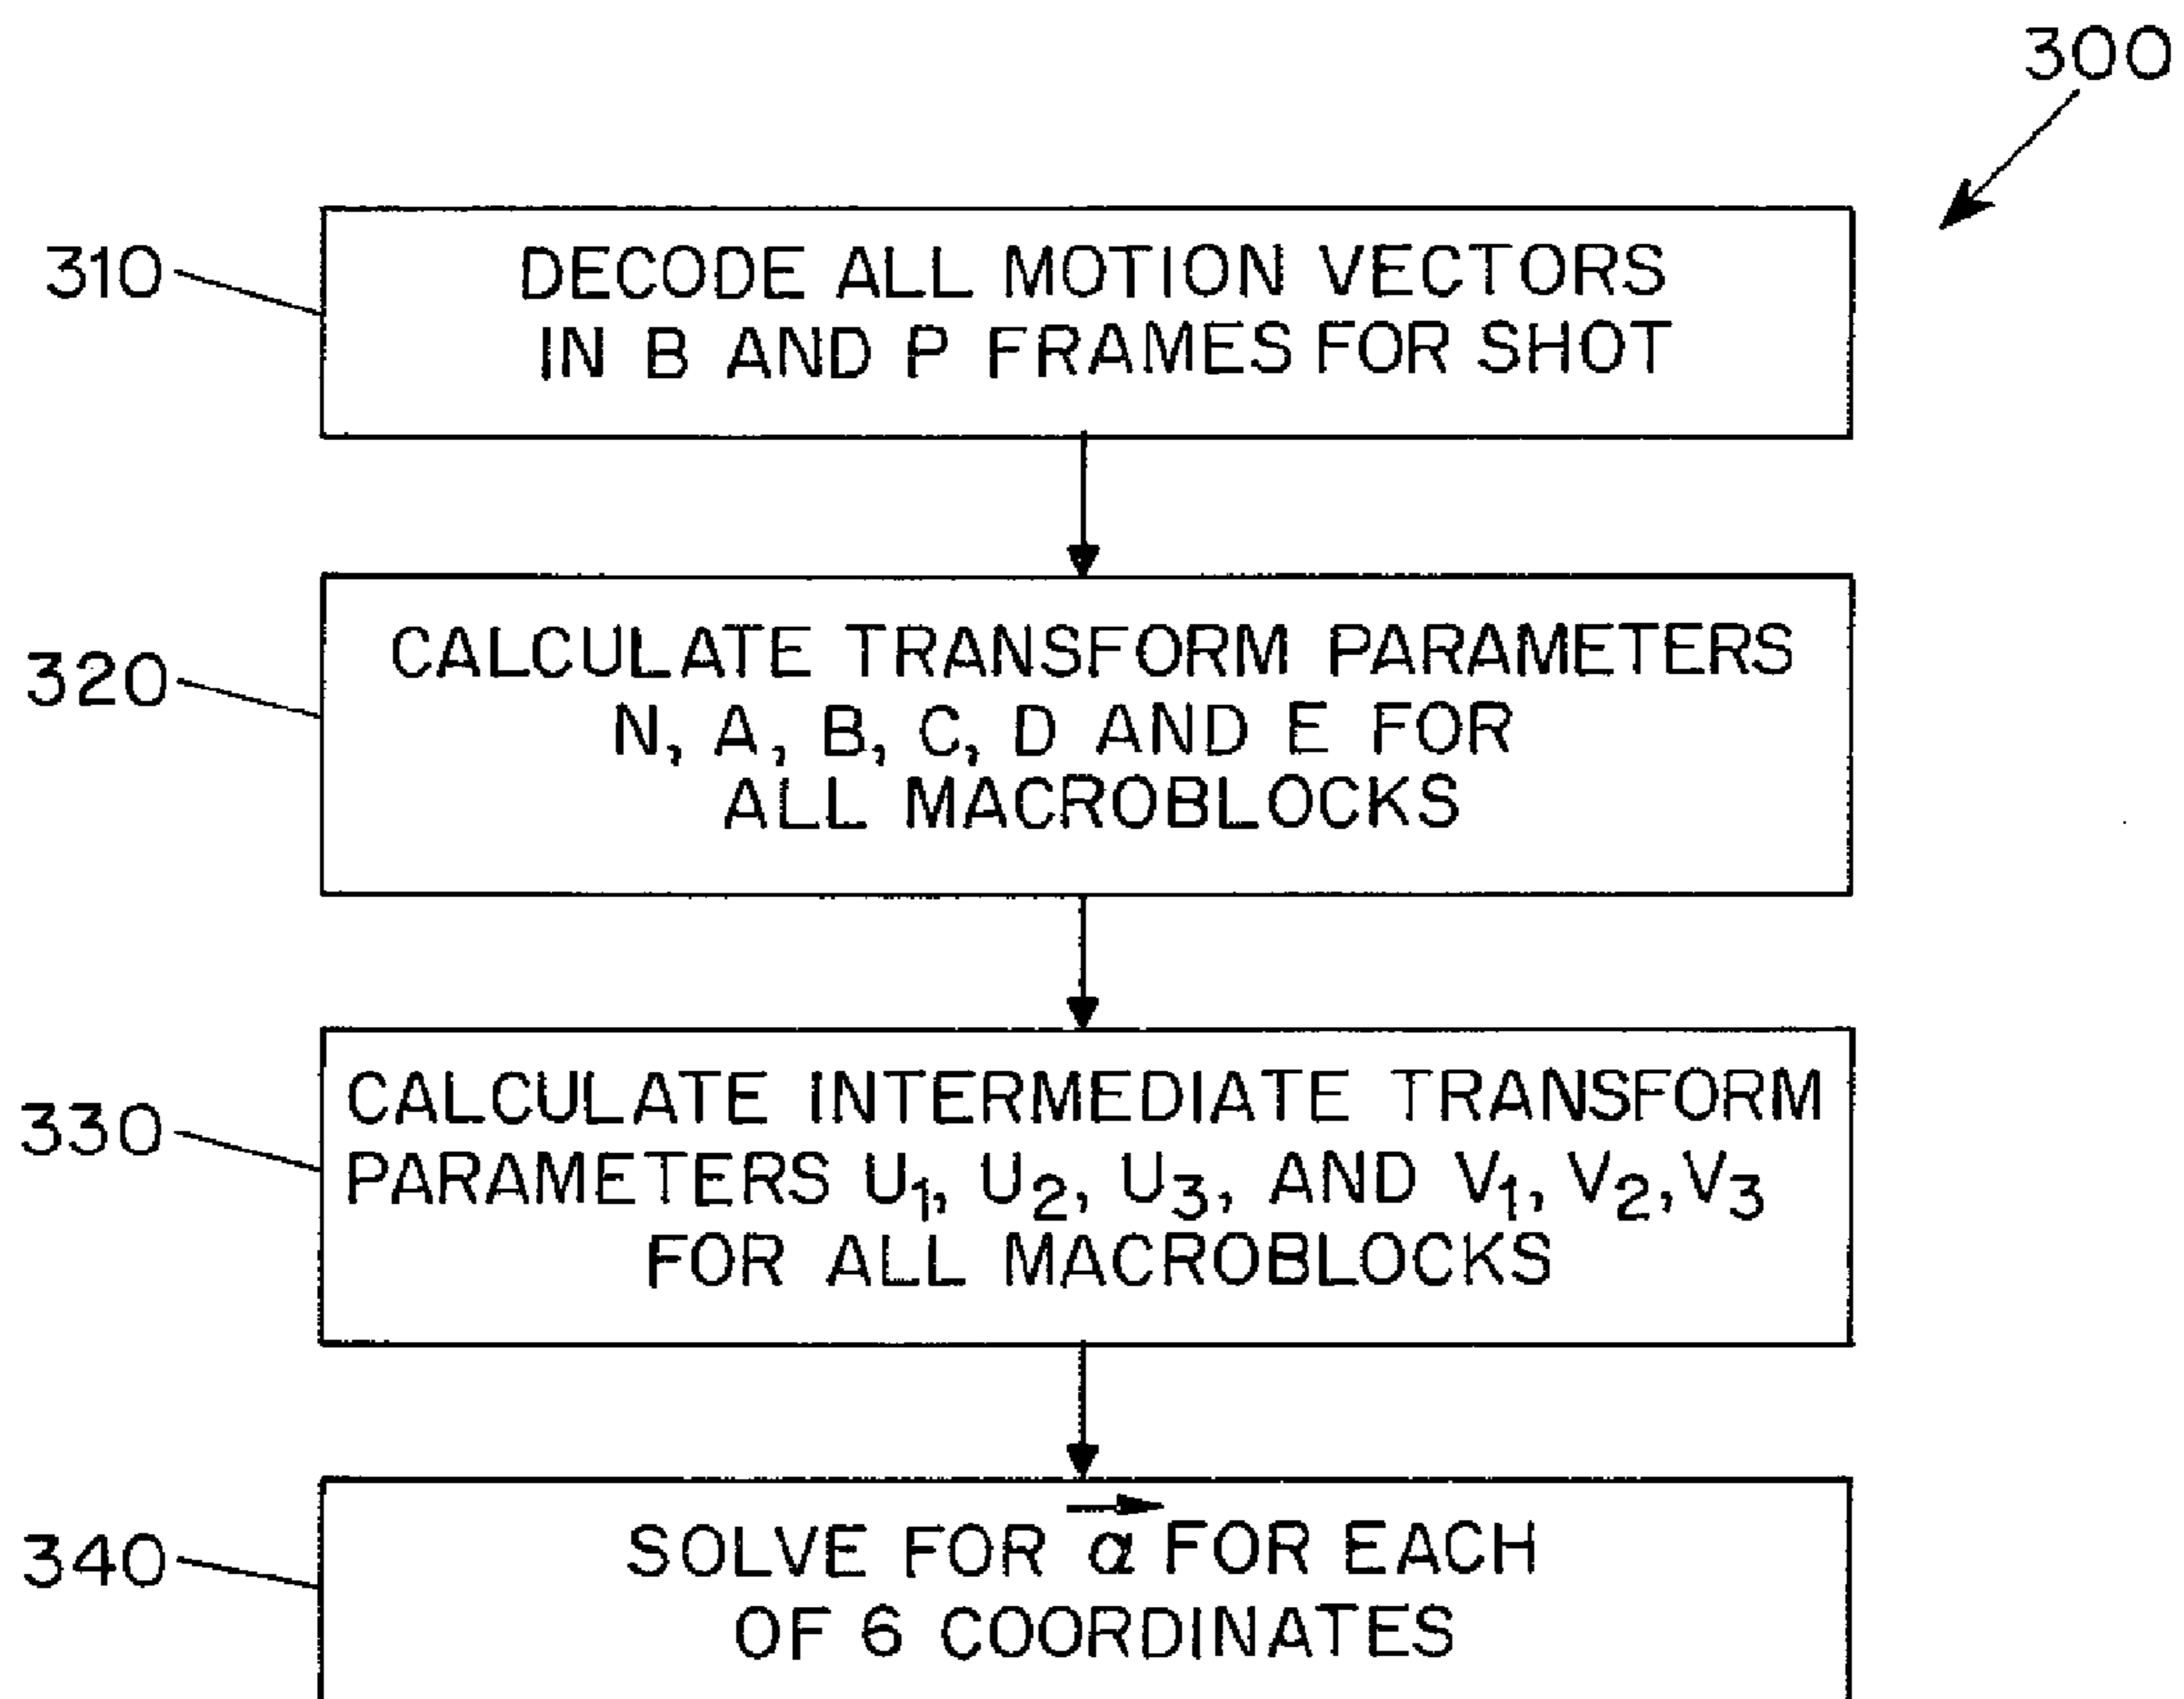 300
310
DECODE ALL MOTION VECTORS
IN B AND P FRAMES FOR SHOT
320
CALCULATE TRANSFORM PARAMETERS
N, A, B, C, D AND E FOR
ALL MACROBLOCKS
330
CALCULATE INTERMEDIATE TRANSFORM
PARAMETERS U₁, U₂, U₃, AND V₁, V₂, V₃
FOR ALL MACROBLOCKS
340
SOLVE FOR α⃗ FOR EACH
OF 6 COORDINATES